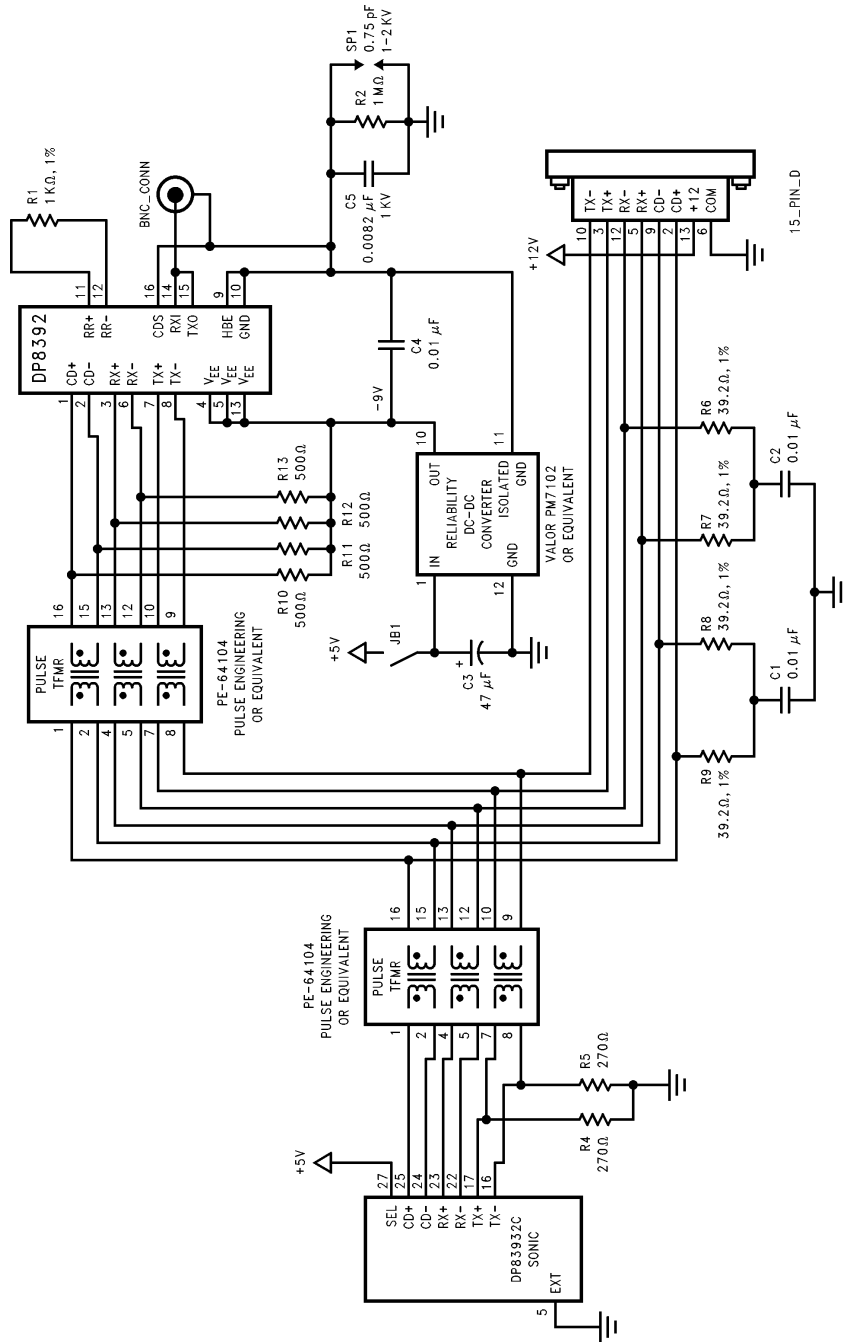 R1
1KΩ, 1%
BNC_CONN
11
12
16
14
15
9
10
RR+
RR-
CDS
RXI
TXO
HBE
GND
DP8392
CD+
CD-
RX+
RX-
TX+
TX-
VEE
VEE
VEE
1
2
3
6
7
8
4
5
13
SP1
0.75 pF
1-2 KV
R2
1 MΩ
C5
0.0082 µF
1 KV
C4
0.01 µF
-9V
R13
500Ω
R12
500Ω
R11
500Ω
R10
500Ω
10
11
OUT
GND
RELIABILITY
DC-DC
CONVERTER
ISOLATED
IN
GND
1
12
VALOR PM7102
OR EQUIVALENT
+5V
JB1
+
C3
47 µF
16
15
13
12
10
9
PULSE
TFMR
1
2
4
5
7
8
PE-64104
PULSE ENGINEERING
OR EQUIVALENT
15_PIN_D
TX-
TX+
RX-
RX+
CD-
CD+
+12
COM
10
3
12
5
9
2
13
6
+12V
R6
39.2Ω, 1%
R7
39.2Ω, 1%
R8
39.2Ω, 1%
R9
39.2Ω, 1%
C2
0.01 µF
C1
0.01 µF
PE-64104
PULSE ENGINEERING
OR EQUIVALENT
16
15
13
12
10
9
PULSE
TFMR
1
2
4
5
7
8
R5
270Ω
R4
270Ω
+5V
27
25
24
23
22
17
16
SEL
CD+
CD-
RX+
RX-
TX+
TX-
DP83932C
SONIC
EXT
5